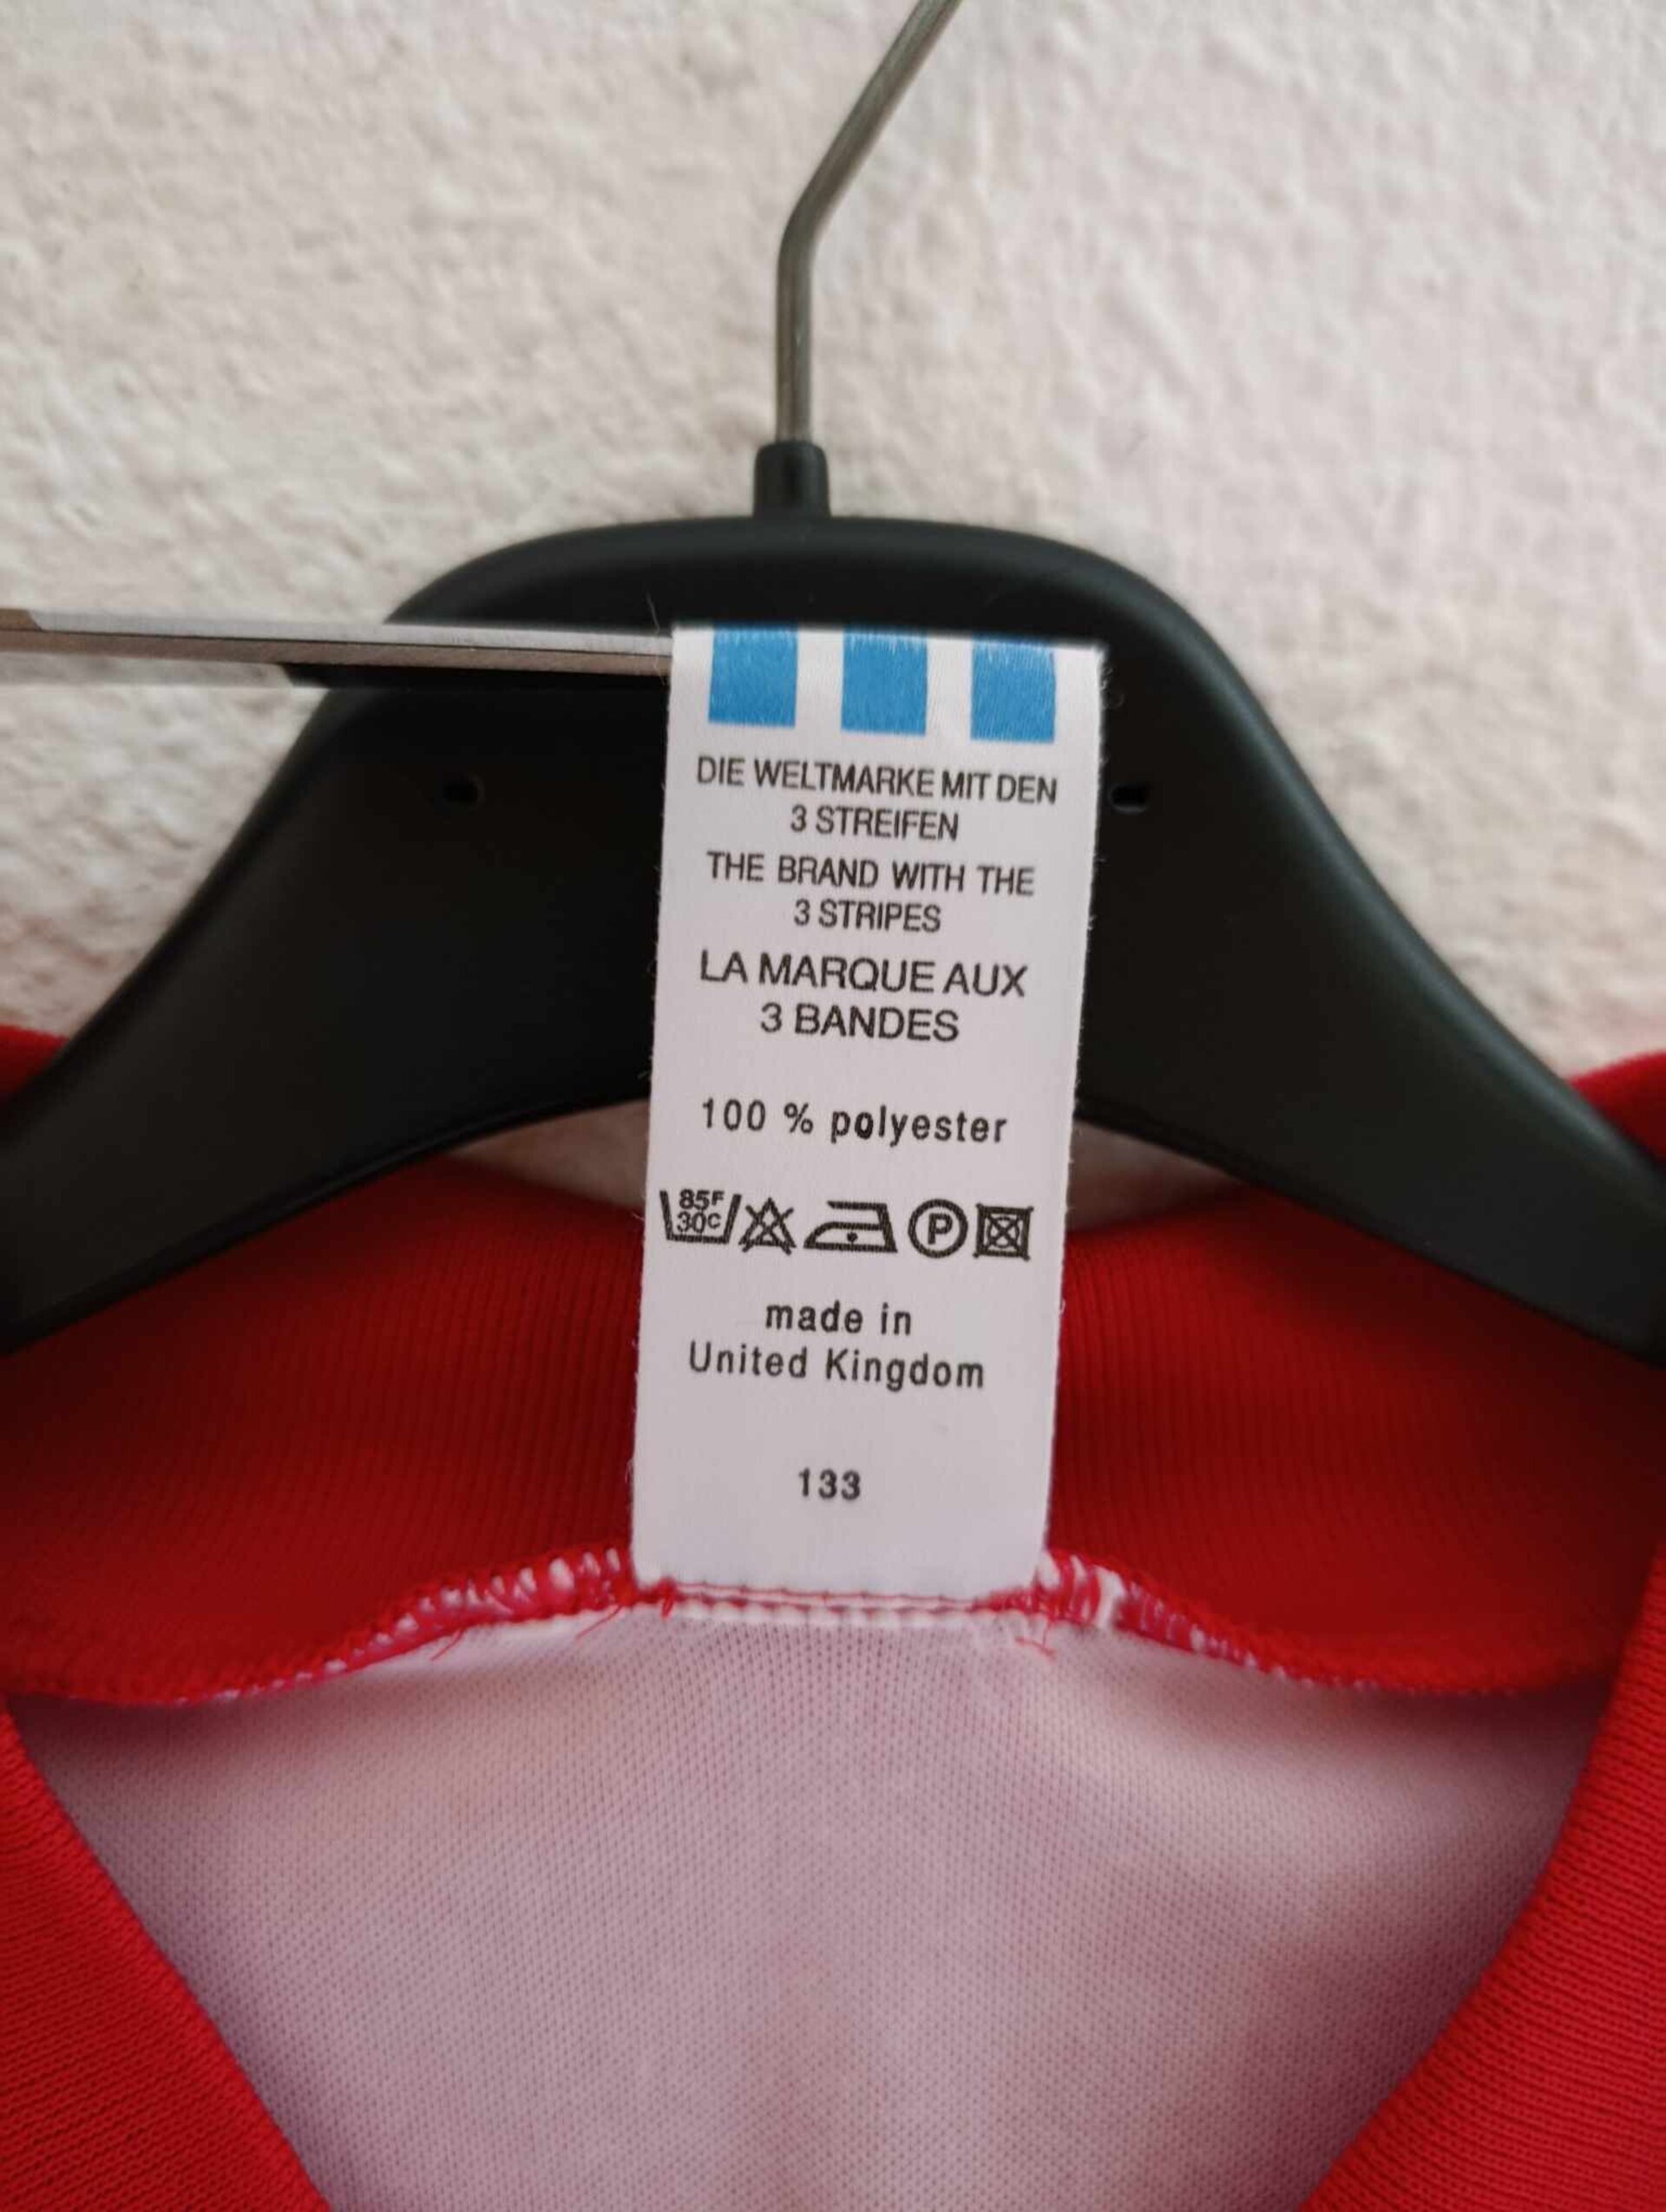 DIE WELTMARKE MIT DEN
3 STREIFEN
THE BRAND WITH THE
3 STRIPES
LA MARQUE AUX
3 BANDES
100 % polyester
85F
30C
P
made in
United Kingdom
133